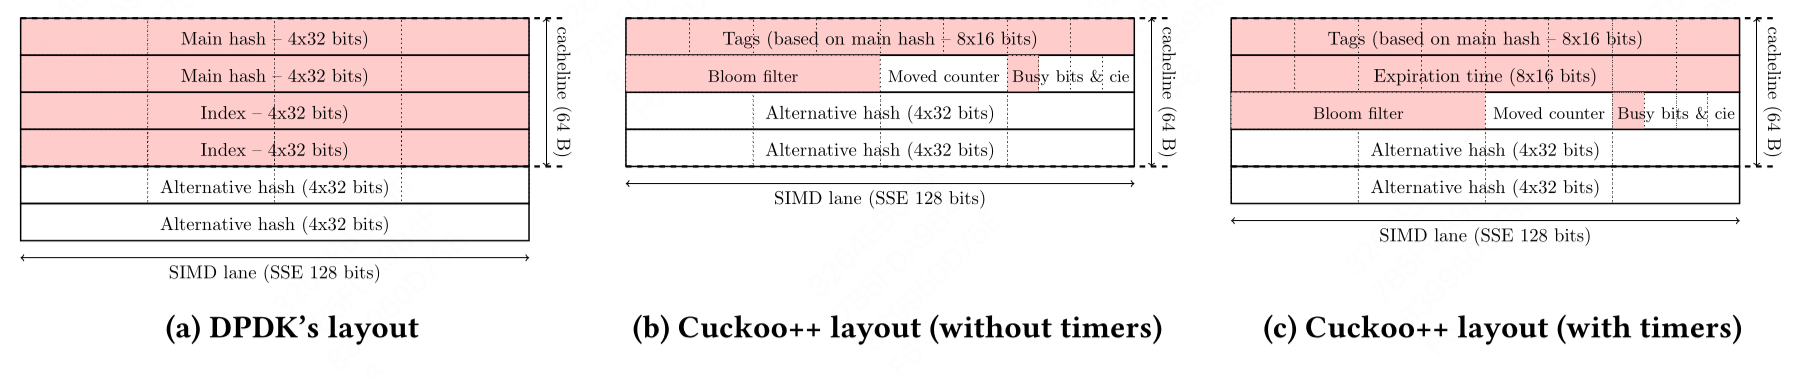 Main hash – 4x32 bits)
Main hash – 4x32 bits)
Index – 4x32 bits)
Index – 4x32 bits)
Alternative hash (4x32 bits)
Alternative hash (4x32 bits)
cacheline (64 B)
SIMD lane (SSE 128 bits)
(a) DPDK's layout
Tags (based on main hash – 8x16 bits)
Bloom filter Moved counter Busy bits & cie
Alternative hash (4x32 bits)
Alternative hash (4x32 bits)
cacheline (64 B)
SIMD lane (SSE 128 bits)
(b) Cuckoo++ layout (without timers)
Tags (based on main hash – 8x16 bits)
Expiration time (8x16 bits)
Bloom filter Moved counter Busy bits & cie
Alternative hash (4x32 bits)
Alternative hash (4x32 bits)
cacheline (64 B)
SIMD lane (SSE 128 bits)
(c) Cuckoo++ layout (with timers)